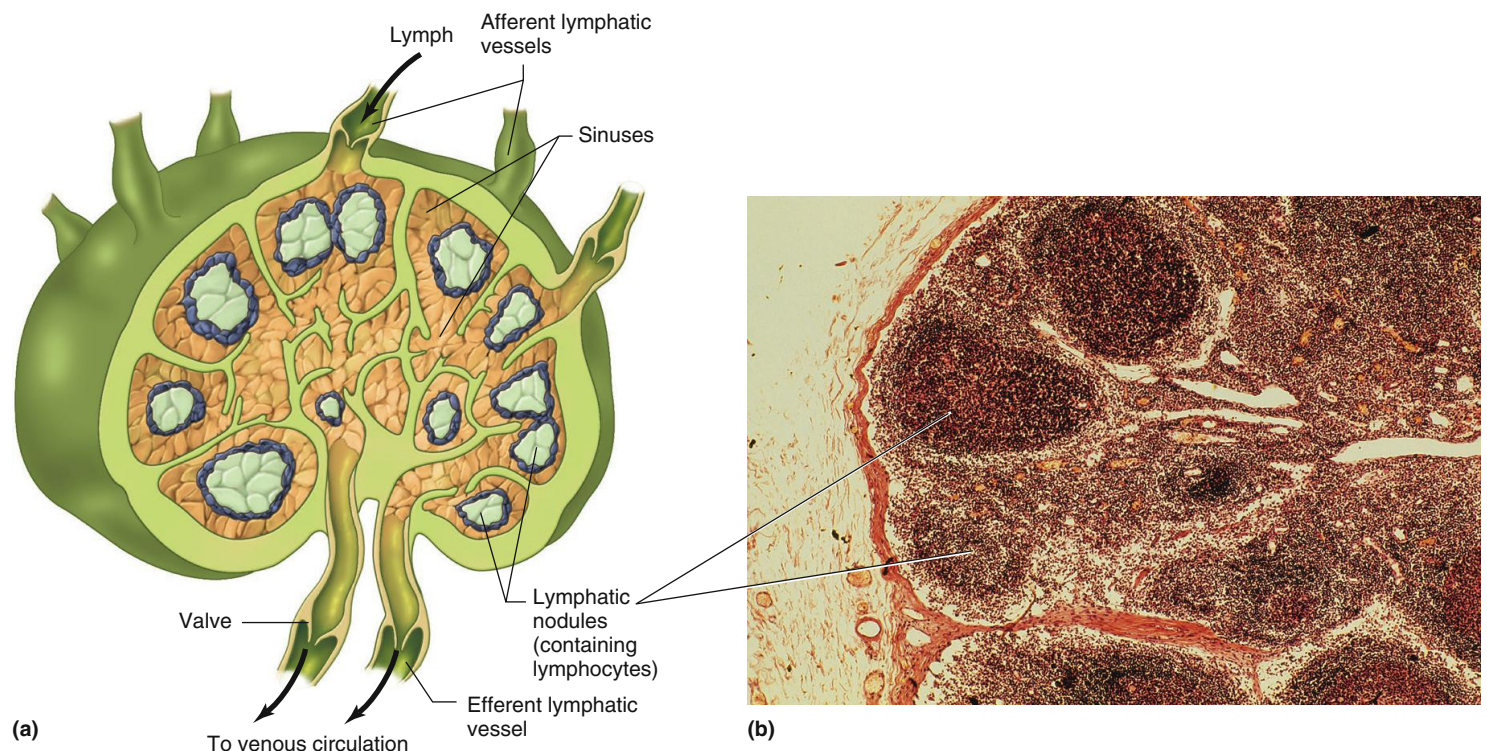 Lymph
Afferent lymphatic
vessels
Sinuses
Valve
Lymphatic
nodules
(containing
lymphocytes)
Efferent lymphatic
vessel
To venous circulation
(a)
(b)